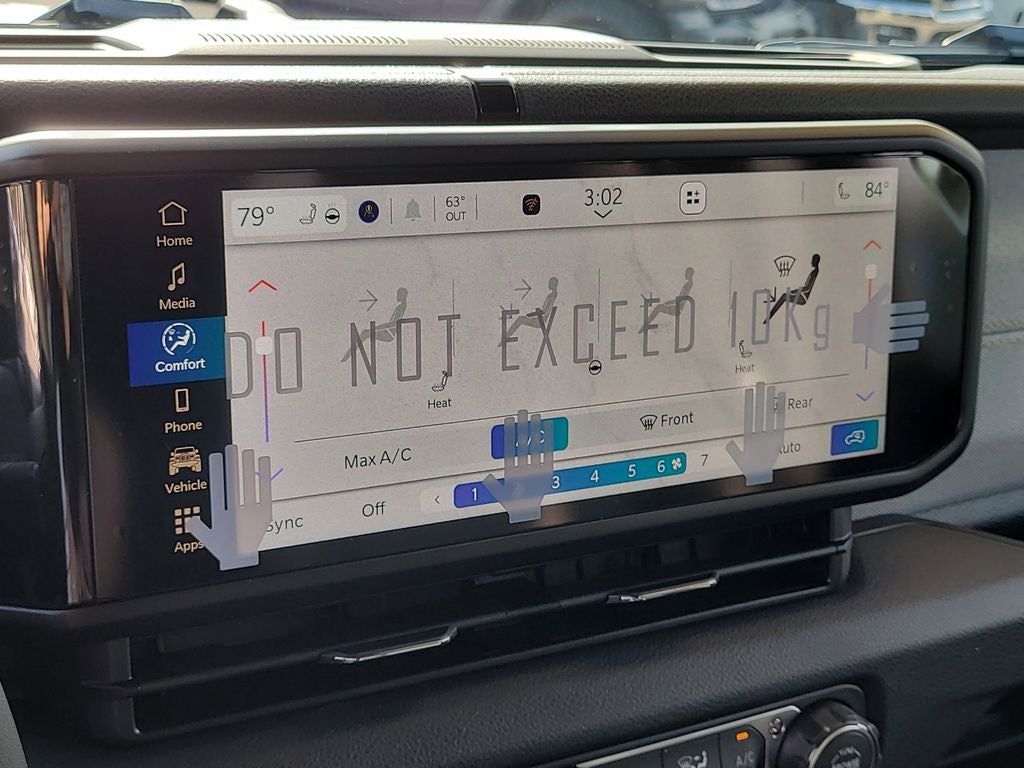 79°
63°
OUT
3:02
84°
Home
Media
Comfort
Phone
Vehicle
Apps
DO NOT EXCEED 10Kg
Heat
Heat
Max A/C
A/C
Front
Rear
Sync
Off
1 3 4 5 6 7
Auto
A/C